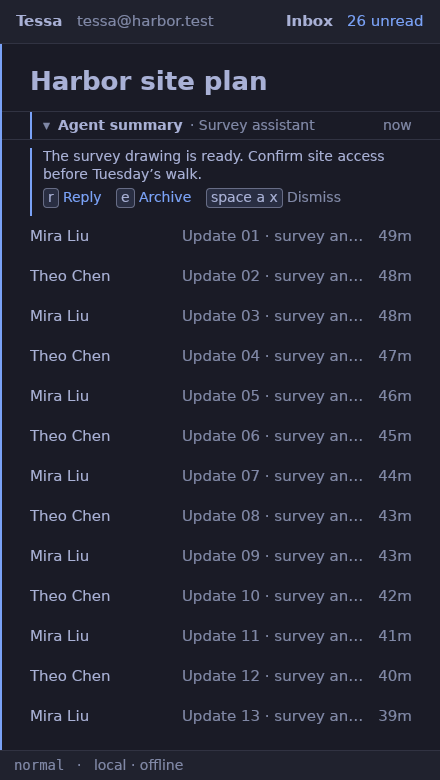 Tessa tessa@harbor.test Inbox 26 unread
Harbor site plan
▾ Agent summary · Survey assistant now
The survey drawing is ready. Confirm site access
before Tuesday’s walk.
r Reply e Archive space a x Dismiss
Mira Liu Update 01 · survey an… 49m
Theo Chen Update 02 · survey an… 48m
Mira Liu Update 03 · survey an… 48m
Theo Chen Update 04 · survey an… 47m
Mira Liu Update 05 · survey an… 46m
Theo Chen Update 06 · survey an… 45m
Mira Liu Update 07 · survey an… 44m
Theo Chen Update 08 · survey an… 43m
Mira Liu Update 09 · survey an… 43m
Theo Chen Update 10 · survey an… 42m
Mira Liu Update 11 · survey an… 41m
Theo Chen Update 12 · survey an… 40m
Mira Liu Update 13 · survey an… 39m
normal · local · offline